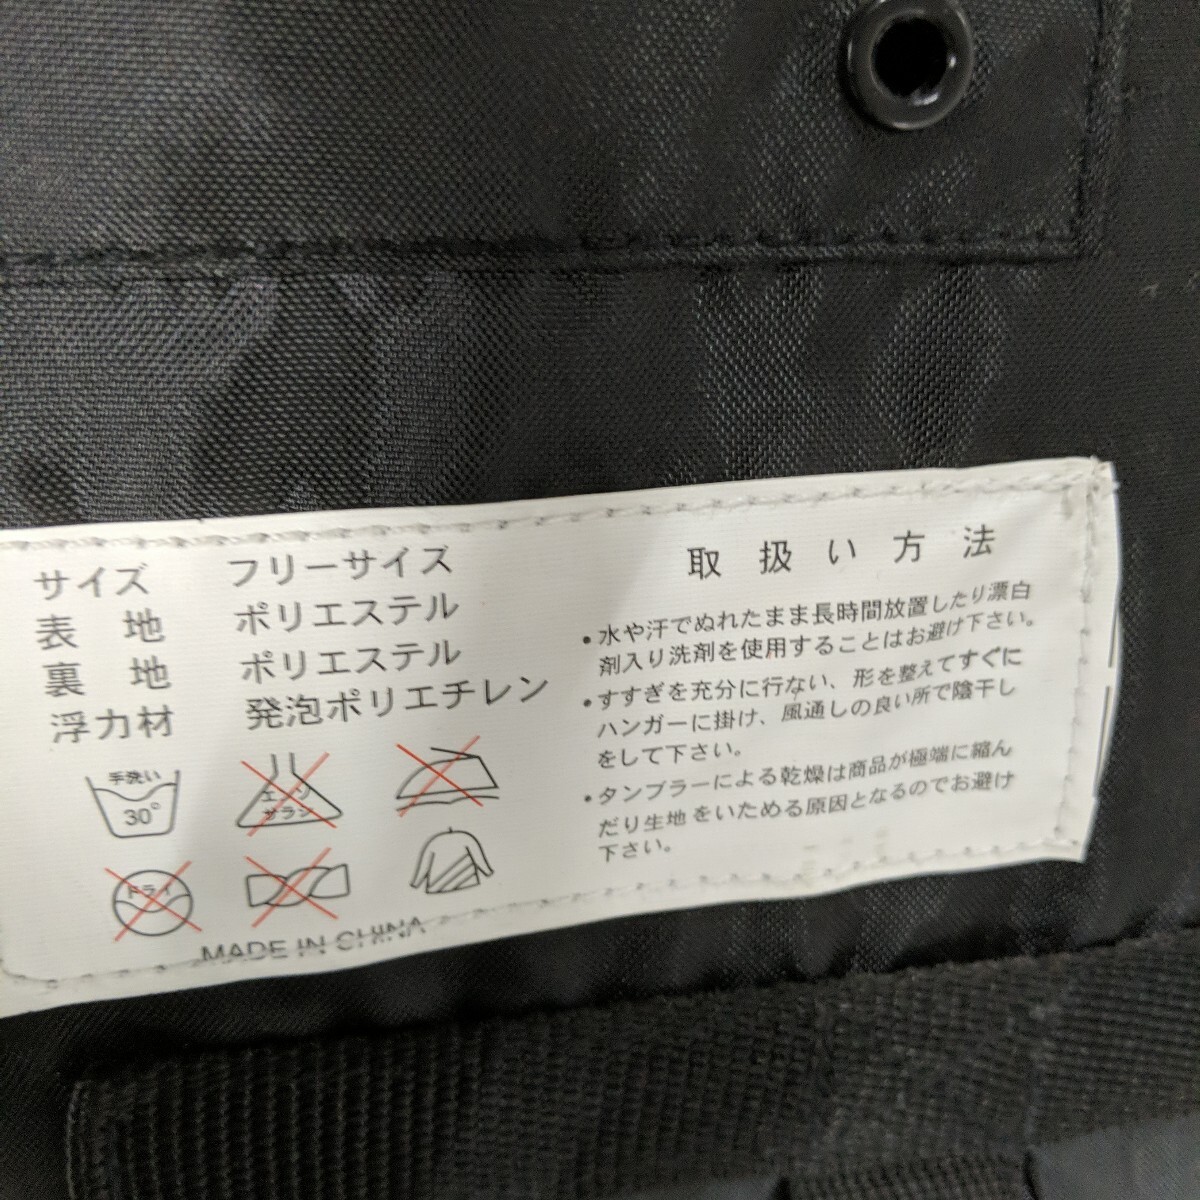 サイズ フリーサイズ
表 地 ポリエステル
裏 地 ポリエステル
浮力材 発泡ポリエチレン
手洗い
30°
エンソ
サラシ
ドライ
MADE IN CHINA
取 扱 い 方 法
・水や汗でぬれたまま長時間放置したり漂白
剤入り洗剤を使用することはお避け下さい。
・すすぎを充分に行ない、形を整えてすぐに
ハンガーに掛け、風通しの良い所で陰干し
をして下さい。
・タンブラーによる乾燥は商品が極端に縮ん
だり生地をいためる原因となるのでお避け
下さい。